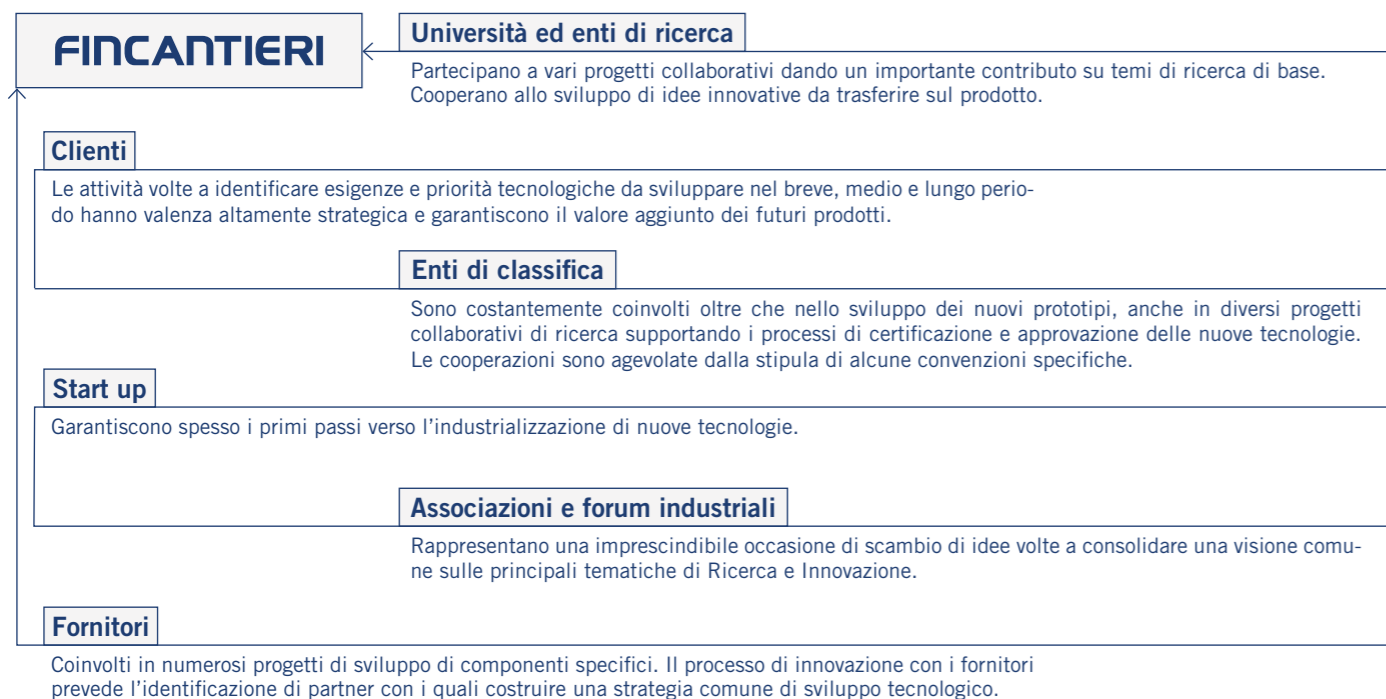 FINCANTIERI
Università ed enti di ricerca
Partecipano a vari progetti collaborativi dando un importante contributo su temi di ricerca di base.
Cooperano allo sviluppo di idee innovative da trasferire sul prodotto.
Clienti
Le attività volte a identificare esigenze e priorità tecnologiche da sviluppare nel breve, medio e lungo perio-
do hanno valenza altamente strategica e garantiscono il valore aggiunto dei futuri prodotti.
Enti di classifica
Sono costantemente coinvolti oltre che nello sviluppo dei nuovi prototipi, anche in diversi progetti
collaborativi di ricerca supportando i processi di certificazione e approvazione delle nuove tecnologie.
Le cooperazioni sono agevolate dalla stipula di alcune convenzioni specifiche.
Start up
Garantiscono spesso i primi passi verso l’industrializzazione di nuove tecnologie.
Associazioni e forum industriali
Rappresentano una imprescindibile occasione di scambio di idee volte a consolidare una visione comu-
ne sulle principali tematiche di Ricerca e Innovazione.
Fornitori
Coinvolti in numerosi progetti di sviluppo di componenti specifici. Il processo di innovazione con i fornitori
prevede l’identificazione di partner con i quali costruire una strategia comune di sviluppo tecnologico.